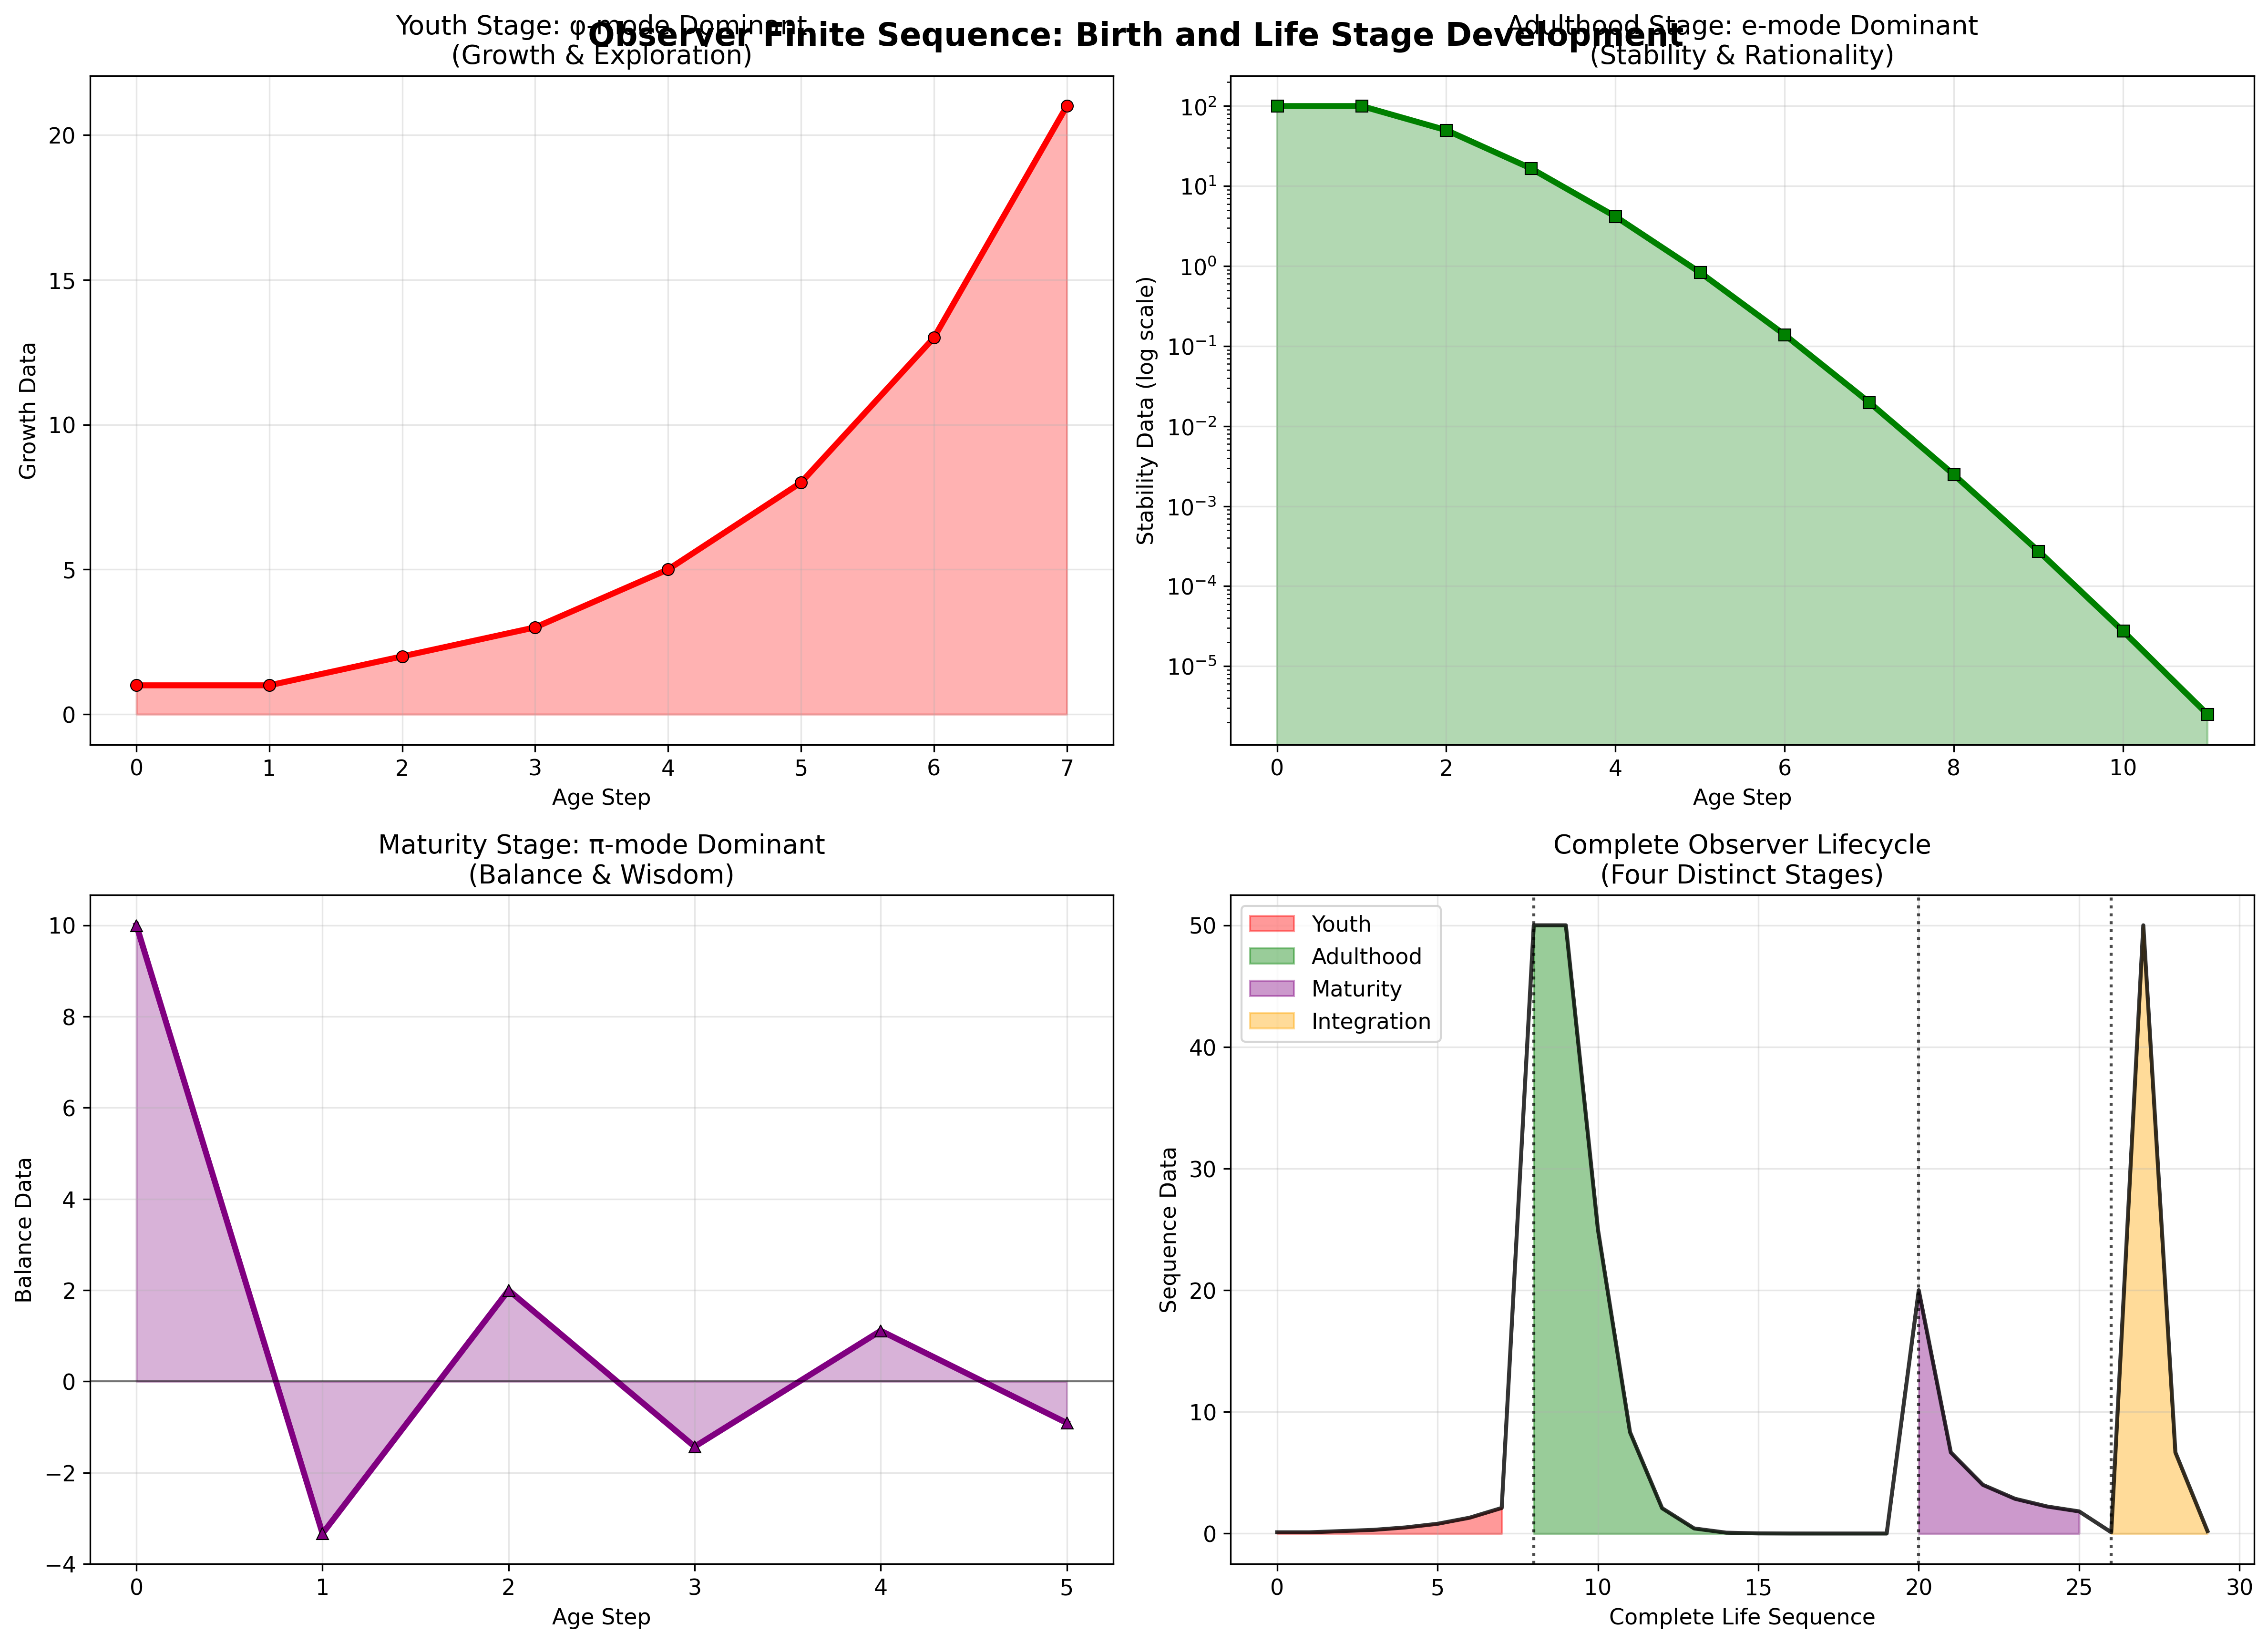 Observer Finite Sequence: Birth and Life Stage Development
Youth Stage: φ-mode Dominant
(Growth & Exploration)
Growth Data
20
15
10
5
0
0 1 2 3 4 5 6 7
Age Step
Adulthood Stage: e-mode Dominant
(Stability & Rationality)
Stability Data (log scale)
10²
10¹
10⁰
10⁻¹
10⁻²
10⁻³
10⁻⁴
10⁻⁵
0 2 4 6 8 10
Age Step
Maturity Stage: π-mode Dominant
(Balance & Wisdom)
Balance Data
10
8
6
4
2
0
−2
−4
0 1 2 3 4 5
Age Step
Complete Observer Lifecycle
(Four Distinct Stages)
Youth
Adulthood
Maturity
Integration
Sequence Data
50
40
30
20
10
0
0 5 10 15 20 25 30
Complete Life Sequence